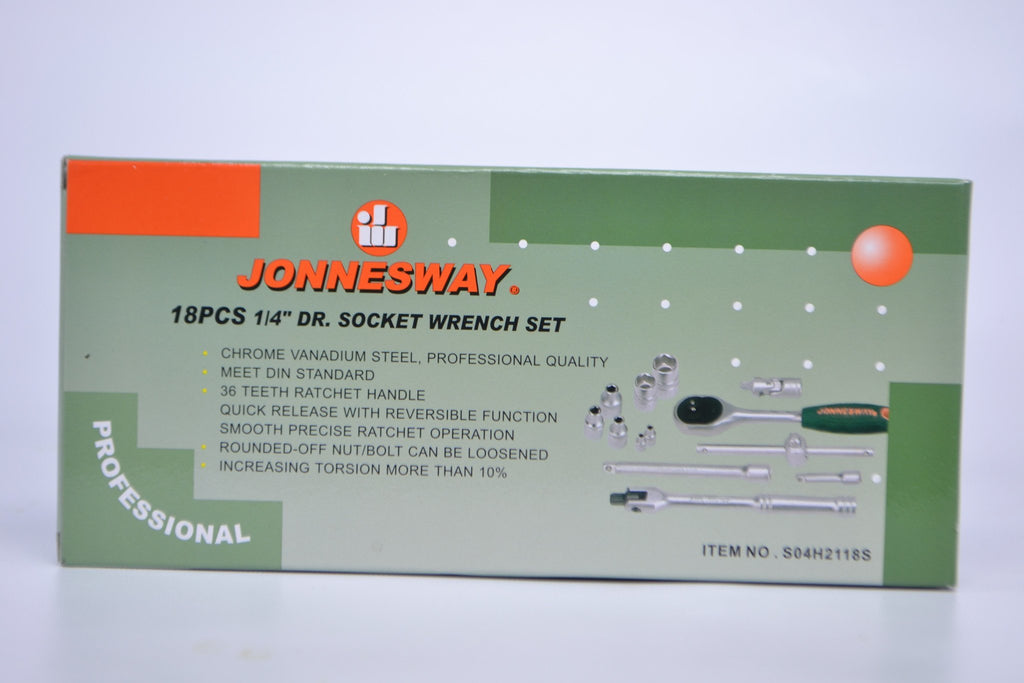 JONNESWAY®
18PCS 1/4" DR. SOCKET WRENCH SET
• CHROME VANADIUM STEEL, PROFESSIONAL QUALITY
• MEET DIN STANDARD
• 36 TEETH RATCHET HANDLE
QUICK RELEASE WITH REVERSIBLE FUNCTION
SMOOTH PRECISE RATCHET OPERATION
• ROUNDED-OFF NUT/BOLT CAN BE LOOSENED
• INCREASING TORSION MORE THAN 10%
JONNESWAY
PROFESSIONAL
ITEM NO. S04H2118S